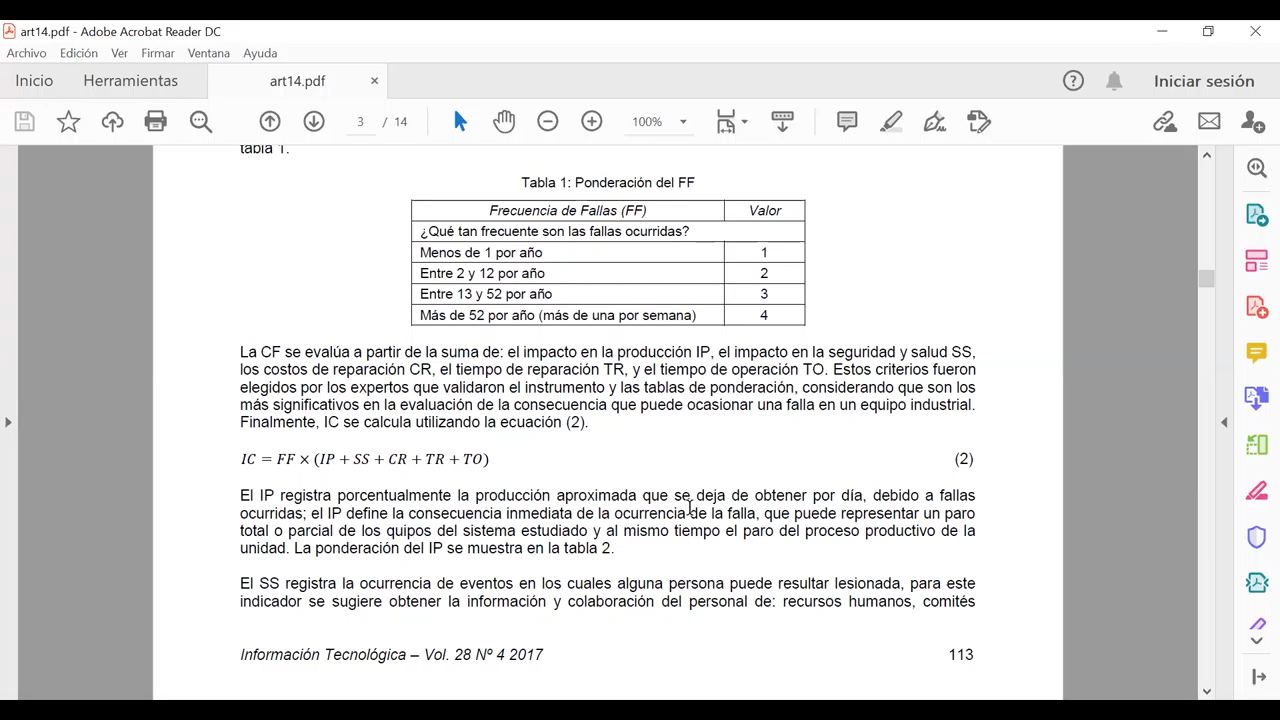 art14.pdf - Adobe Acrobat Reader DC
Archivo Edición Ver Firmar Ventana Ayuda
Inicio Herramientas art14.pdf × Iniciar sesión
3 / 14 100%
tabla 1.
Tabla 1: Ponderación del FF
Frecuencia de Fallas (FF) Valor
¿Qué tan frecuente son las fallas ocurridas?
Menos de 1 por año 1
Entre 2 y 12 por año 2
Entre 13 y 52 por año 3
Más de 52 por año (más de una por semana) 4
La CF se evalúa a partir de la suma de: el impacto en la producción IP, el impacto en la seguridad y salud SS,
los costos de reparación CR, el tiempo de reparación TR, y el tiempo de operación TO. Estos criterios fueron
elegidos por los expertos que validaron el instrumento y las tablas de ponderación, considerando que son los
más significativos en la evaluación de la consecuencia que puede ocasionar una falla en un equipo industrial.
Finalmente, IC se calcula utilizando la ecuación (2).
IC = FF × (IP + SS + CR + TR + TO) (2)
El IP registra porcentualmente la producción aproximada que se deja de obtener por día, debido a fallas
ocurridas; el IP define la consecuencia inmediata de la ocurrencia de la falla, que puede representar un paro
total o parcial de los quipos del sistema estudiado y al mismo tiempo el paro del proceso productivo de la
unidad. La ponderación del IP se muestra en la tabla 2.
El SS registra la ocurrencia de eventos en los cuales alguna persona puede resultar lesionada, para este
indicador se sugiere obtener la información y colaboración del personal de: recursos humanos, comités
Información Tecnológica – Vol. 28 Nº 4 2017 113